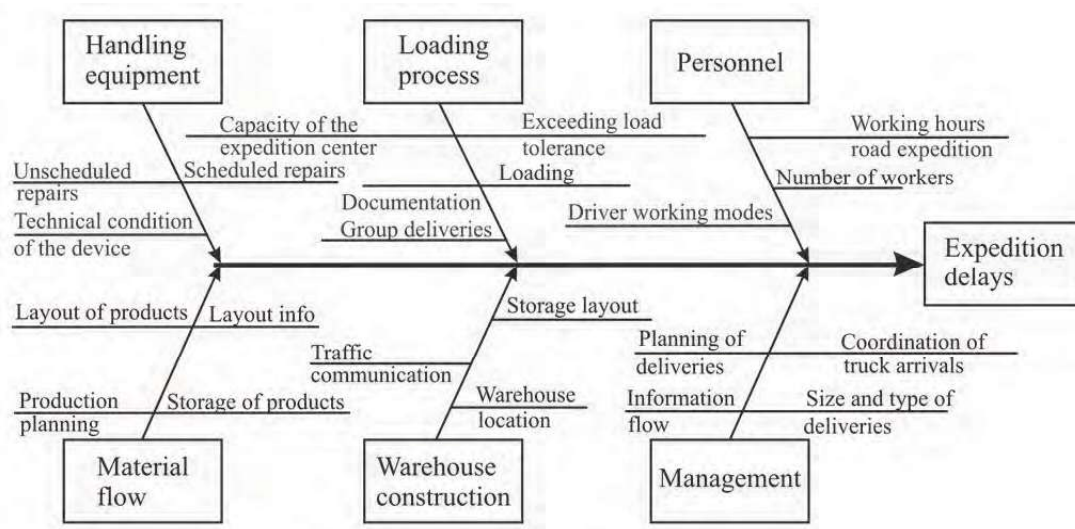 Handling
equipment
Loading
process
Personnel
Capacity of the
expedition center
Exceeding load
tolerance
Working hours
road expedition
Unscheduled
repairs
Scheduled repairs
Loading
Number of workers
Technical condition
of the device
Documentation
Group deliveries
Driver working modes
Expedition
delays
Layout of products
Layout info
Storage layout
Traffic
communication
Planning of
deliveries
Coordination of
truck arrivals
Production
planning
Storage of products
Warehouse
location
Information
flow
Size and type of
deliveries
Material
flow
Warehouse
construction
Management